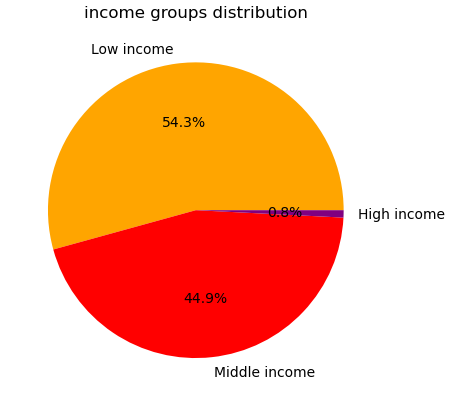 income groups distribution
Low income
54.3%
0.8%
High income
44.9%
Middle income